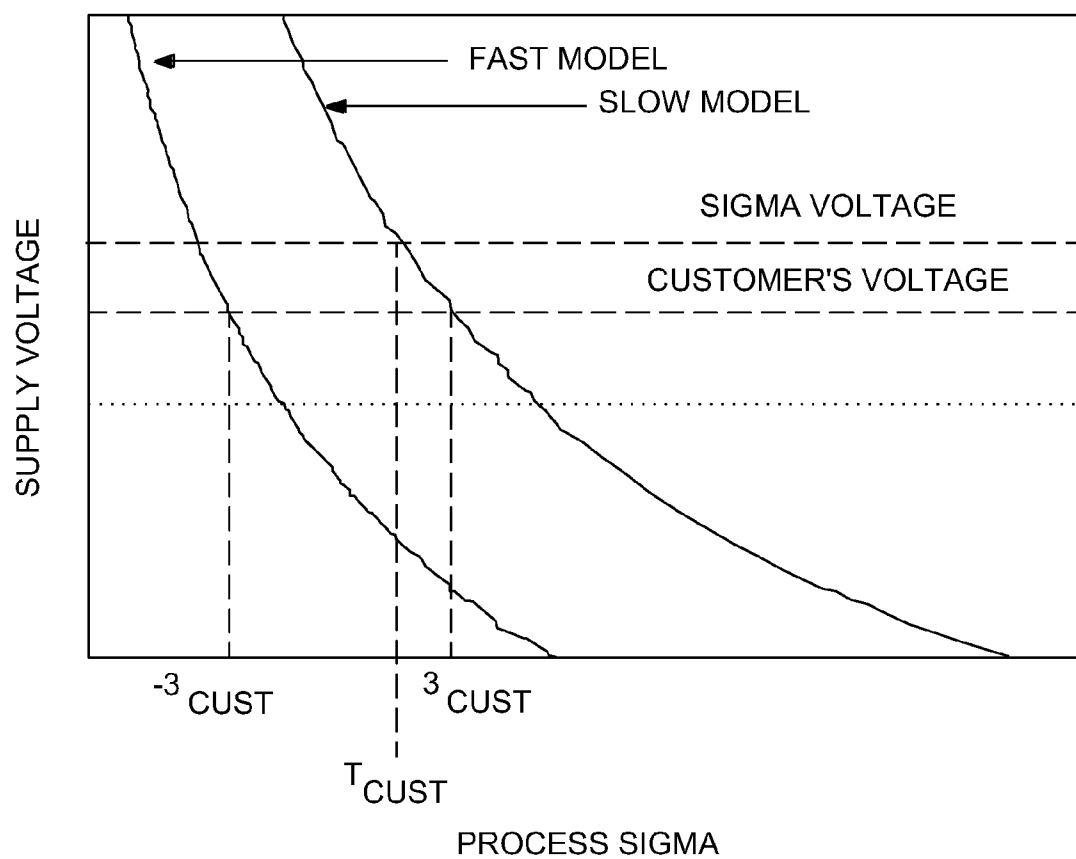 FAST MODEL
SLOW MODEL
SIGMA VOLTAGE
CUSTOMER'S VOLTAGE
SUPPLY VOLTAGE
-3 CUST
3 CUST
T CUST
PROCESS SIGMA